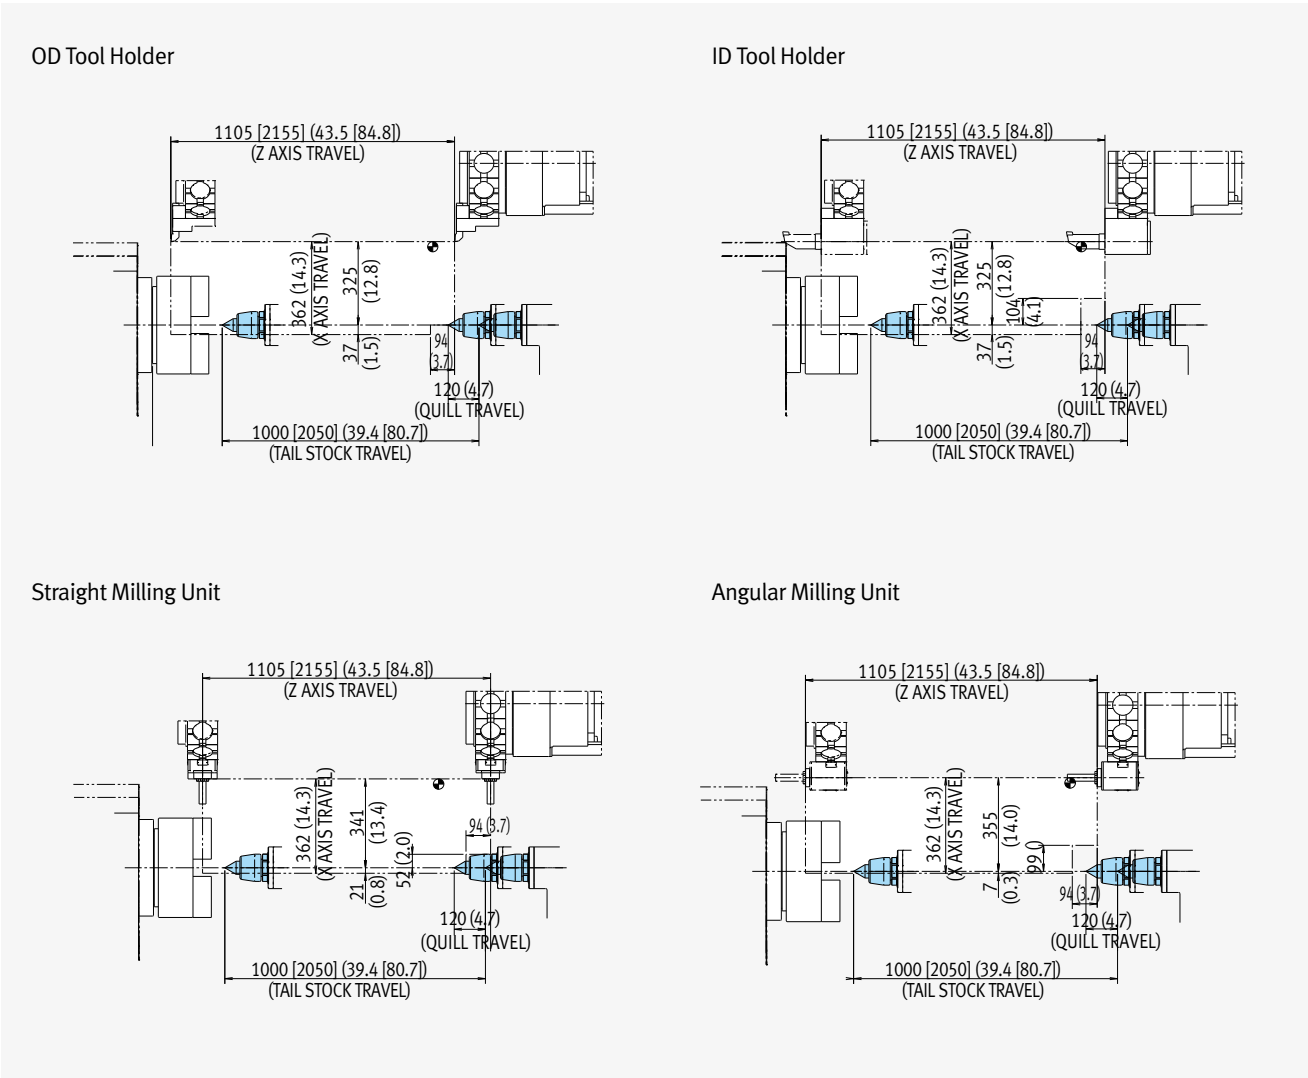 OD Tool Holder
1105 [2155] (43.5 [84.8])
(Z AXIS TRAVEL)
362 (14.3)
(X AXIS TRAVEL)
325
(12.8)
37
(1.5)
94
(3.7)
120 (4.7)
(QUILL TRAVEL)
1000 [2050] (39.4 [80.7])
(TAIL STOCK TRAVEL)
ID Tool Holder
1105 [2155] (43.5 [84.8])
(Z AXIS TRAVEL)
362 (14.3)
(X AXIS TRAVEL)
325
(12.8)
104
(4.1)
37
(1.5)
94
(3.7)
120 (4.7)
(QUILL TRAVEL)
1000 [2050] (39.4 [80.7])
(TAIL STOCK TRAVEL)
Straight Milling Unit
1105 [2155] (43.5 [84.8])
(Z AXIS TRAVEL)
362 (14.3)
(X AXIS TRAVEL)
341
(13.4)
21
(0.8)
52 (2.0)
94 (3.7)
120 (4.7)
(QUILL TRAVEL)
1000 [2050] (39.4 [80.7])
(TAIL STOCK TRAVEL)
Angular Milling Unit
1105 [2155] (43.5 [84.8])
(Z AXIS TRAVEL)
362 (14.3)
(X AXIS TRAVEL)
355
(14.0)
7
(0.3)
99.0
94 (3.7)
120 (4.7)
(QUILL TRAVEL)
1000 [2050] (39.4 [80.7])
(TAIL STOCK TRAVEL)